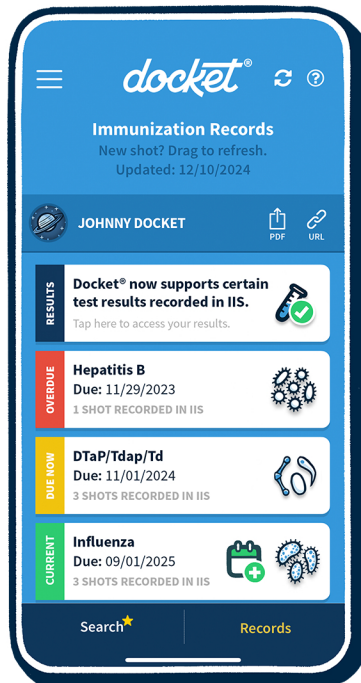 docket®
Immunization Records
New shot? Drag to refresh.
Updated: 12/10/2024
JOHNNY DOCKET
PDF
URL
RESULTS
Docket® now supports certain
test results recorded in IIS.
Tap here to access your results.
OVERDUE
Hepatitis B
Due: 11/29/2023
1 SHOT RECORDED IN IIS
DUE NOW
DTaP/Tdap/Td
Due: 11/01/2024
3 SHOTS RECORDED IN IIS
CURRENT
Influenza
Due: 09/01/2025
3 SHOTS RECORDED IN IIS
Search
Records